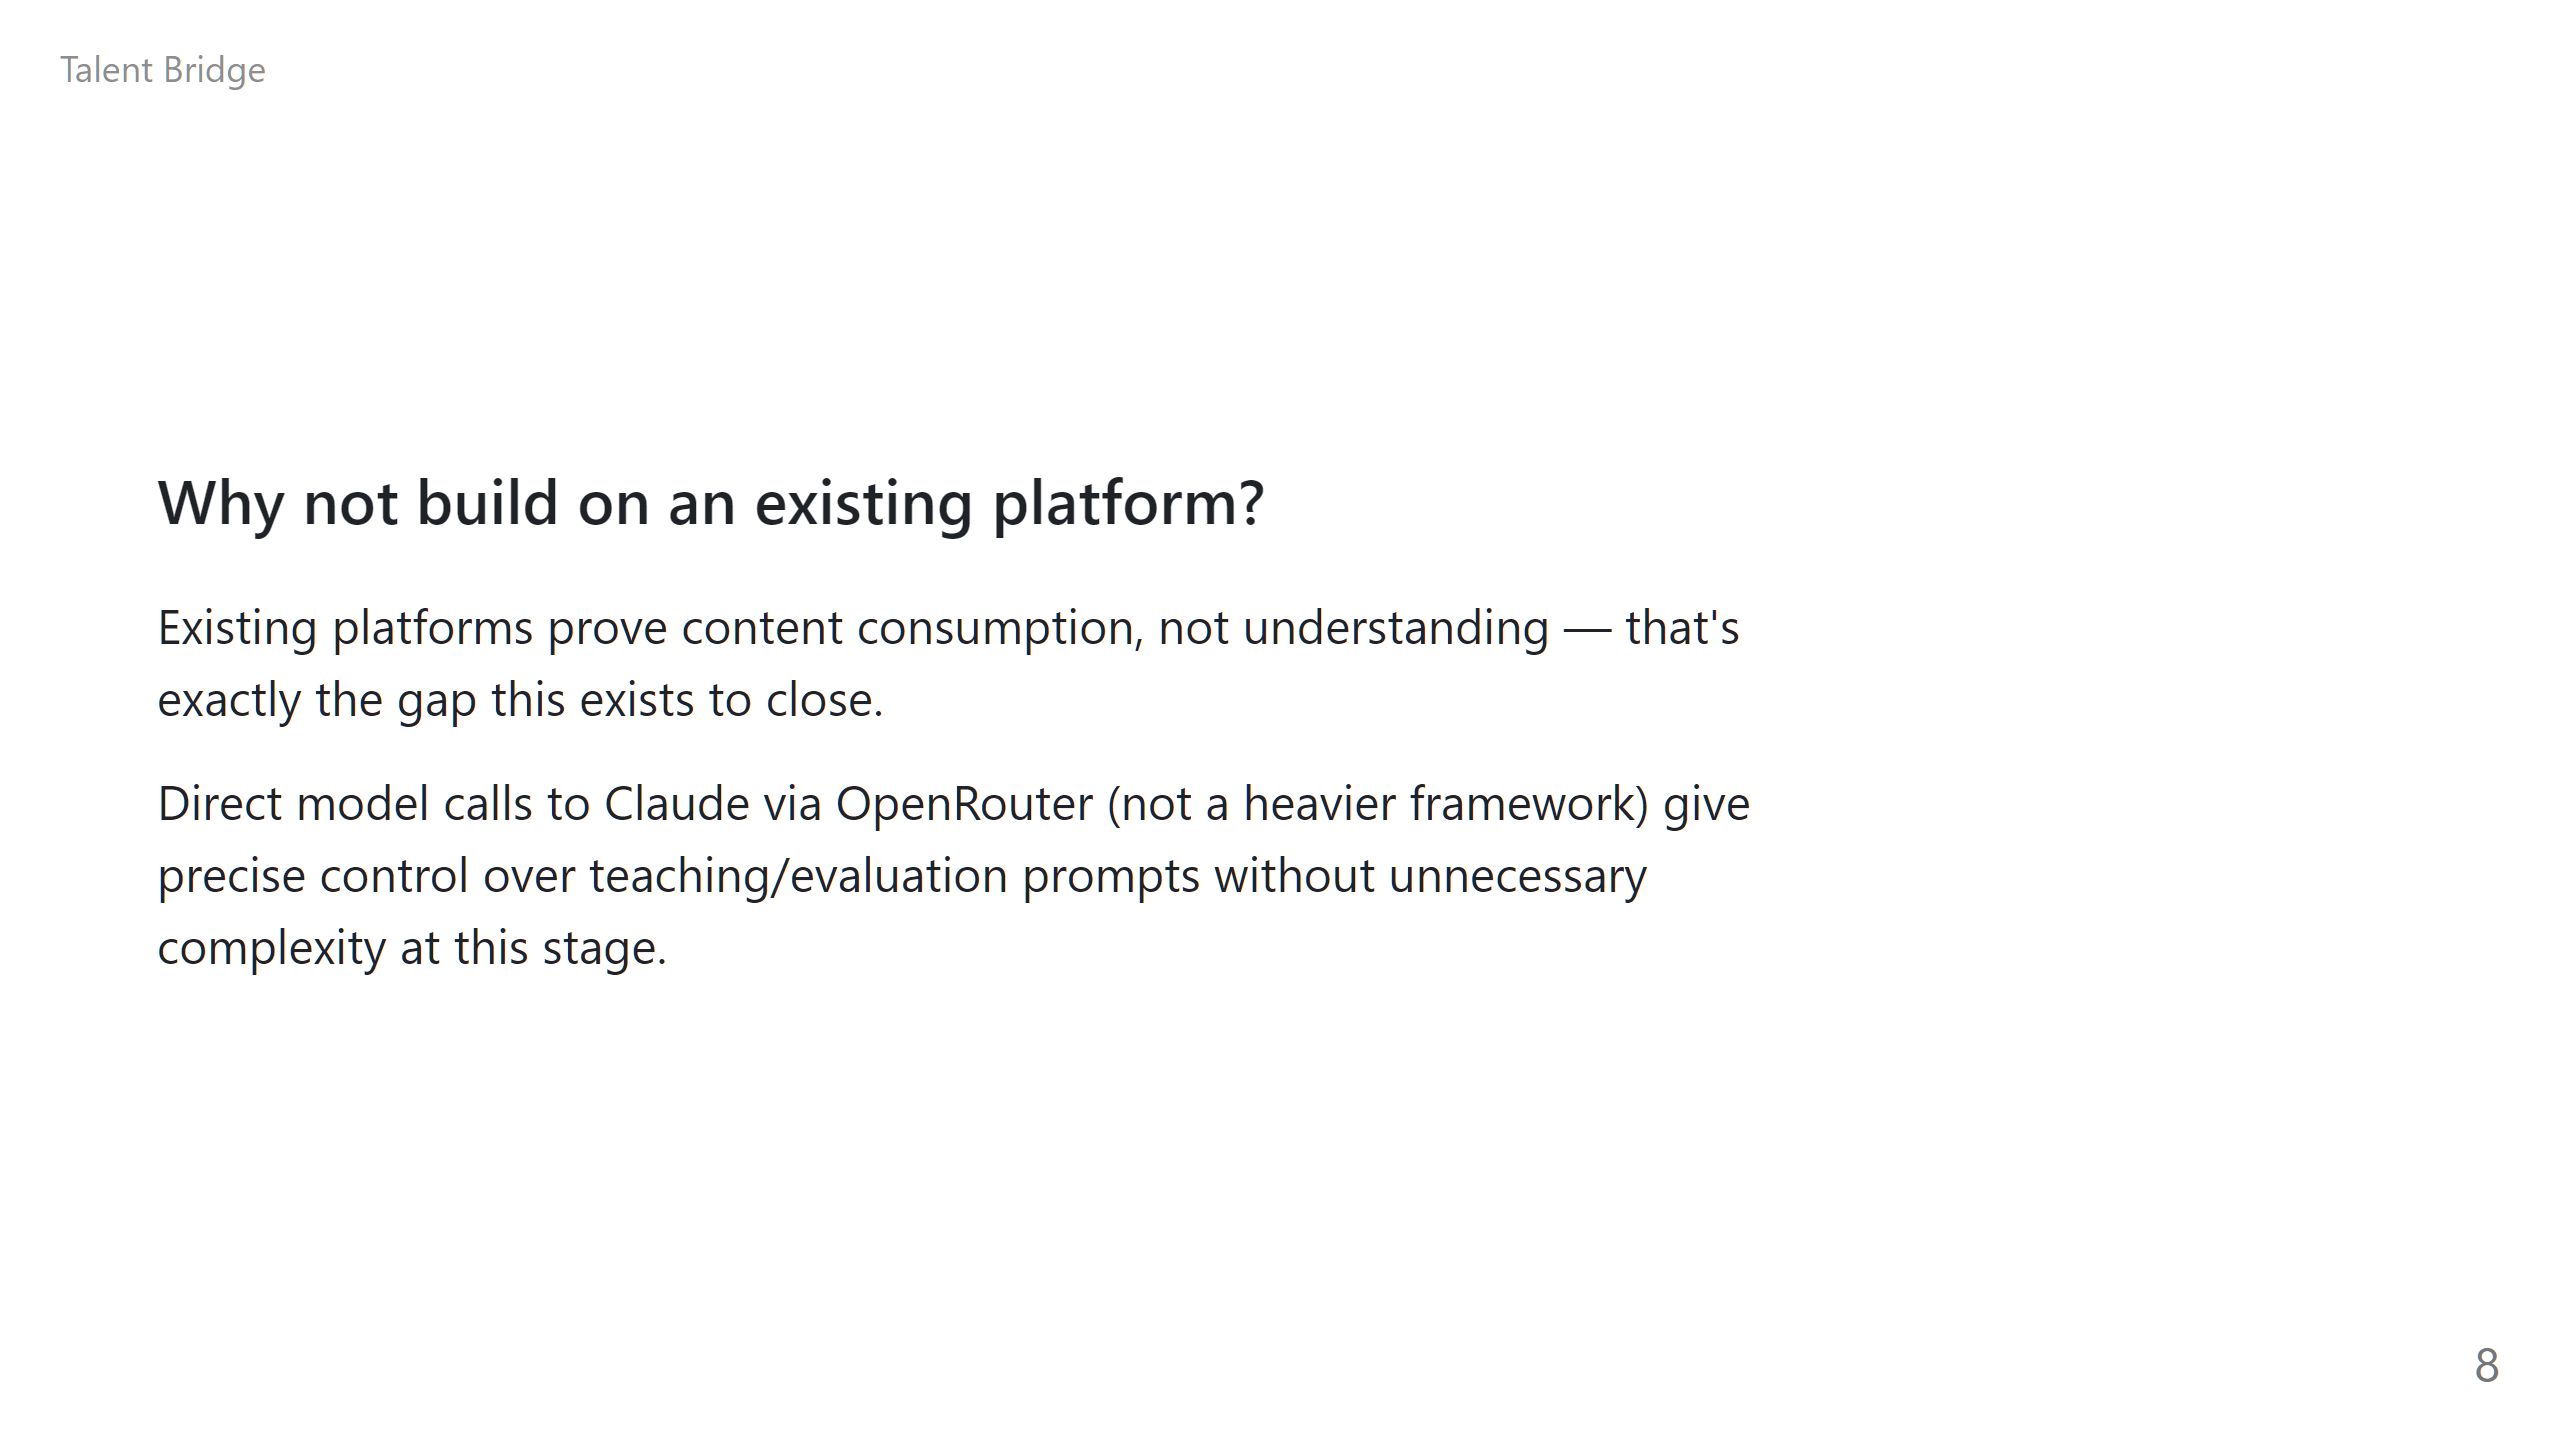 Talent Bridge
Why not build on an existing platform?
Existing platforms prove content consumption, not understanding — that's
exactly the gap this exists to close.
Direct model calls to Claude via OpenRouter (not a heavier framework) give
precise control over teaching/evaluation prompts without unnecessary
complexity at this stage.
8